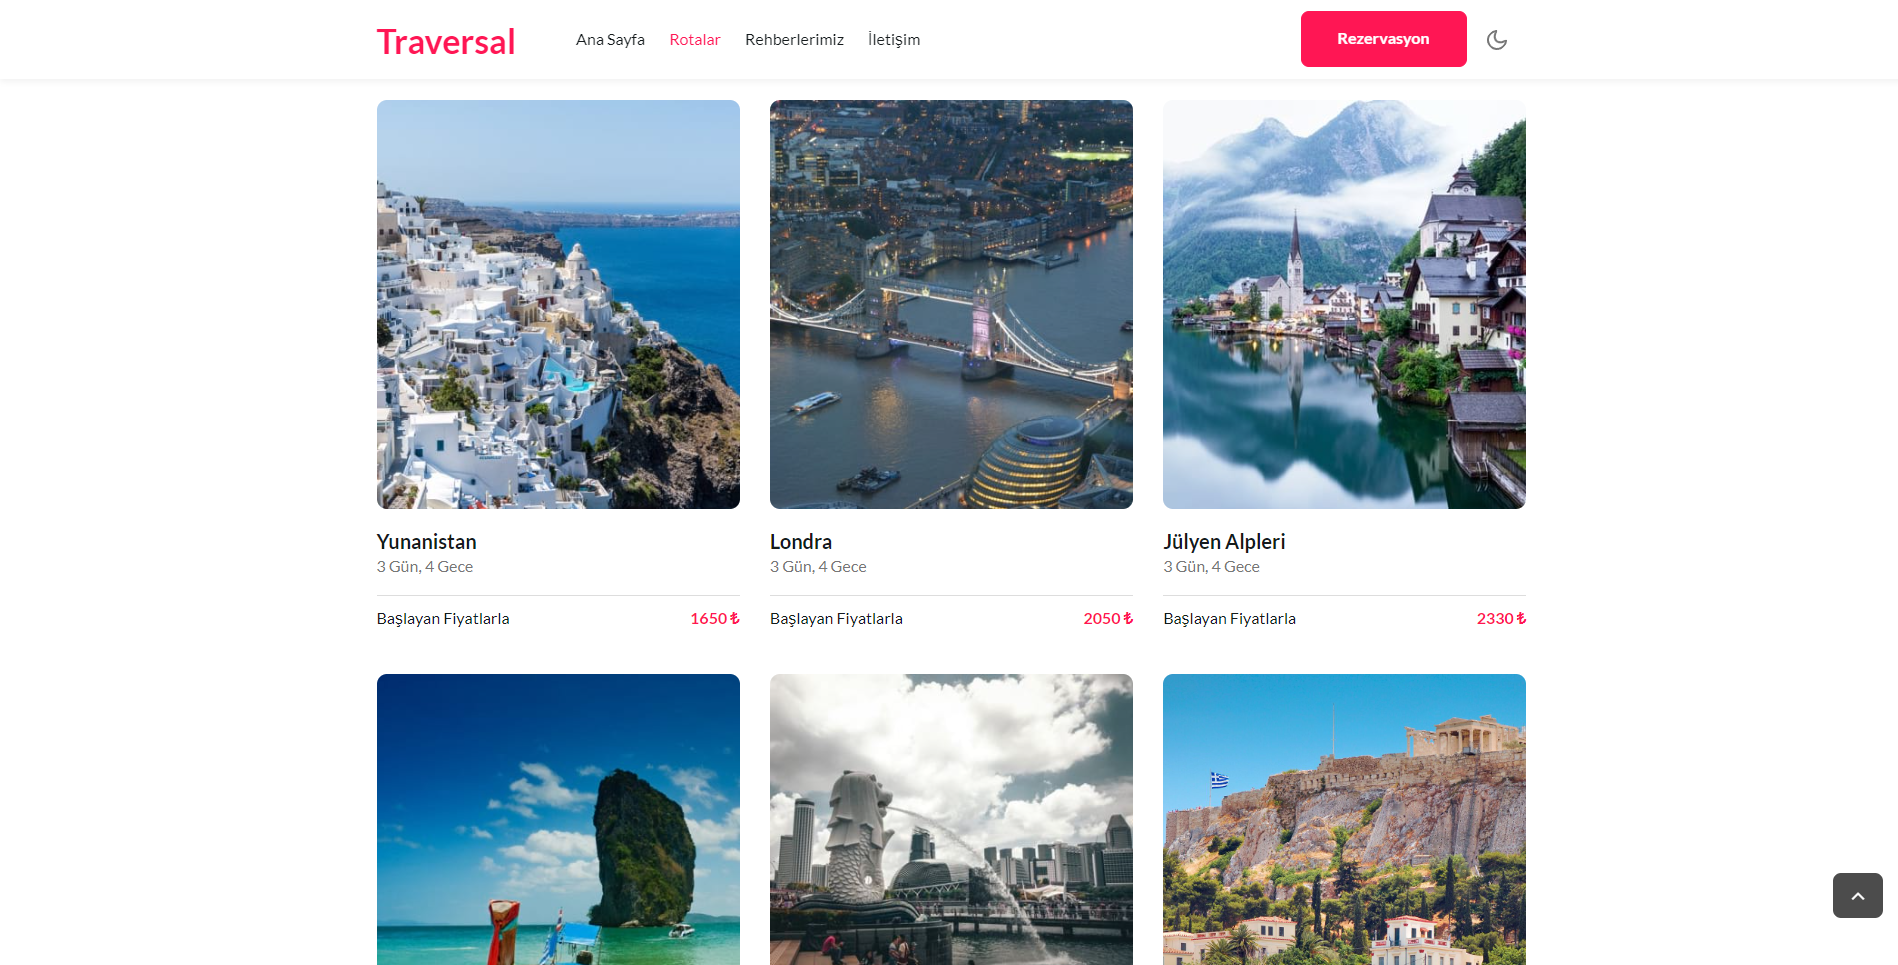 Traversal
Ana Sayfa
Rotalar
Rehberlerimiz
İletişim
Rezervasyon
Yunanistan
3 Gün, 4 Gece
Başlayan Fiyatlarla
1650 ₺
Londra
3 Gün, 4 Gece
Başlayan Fiyatlarla
2050 ₺
Jülyen Alpleri
3 Gün, 4 Gece
Başlayan Fiyatlarla
2330 ₺